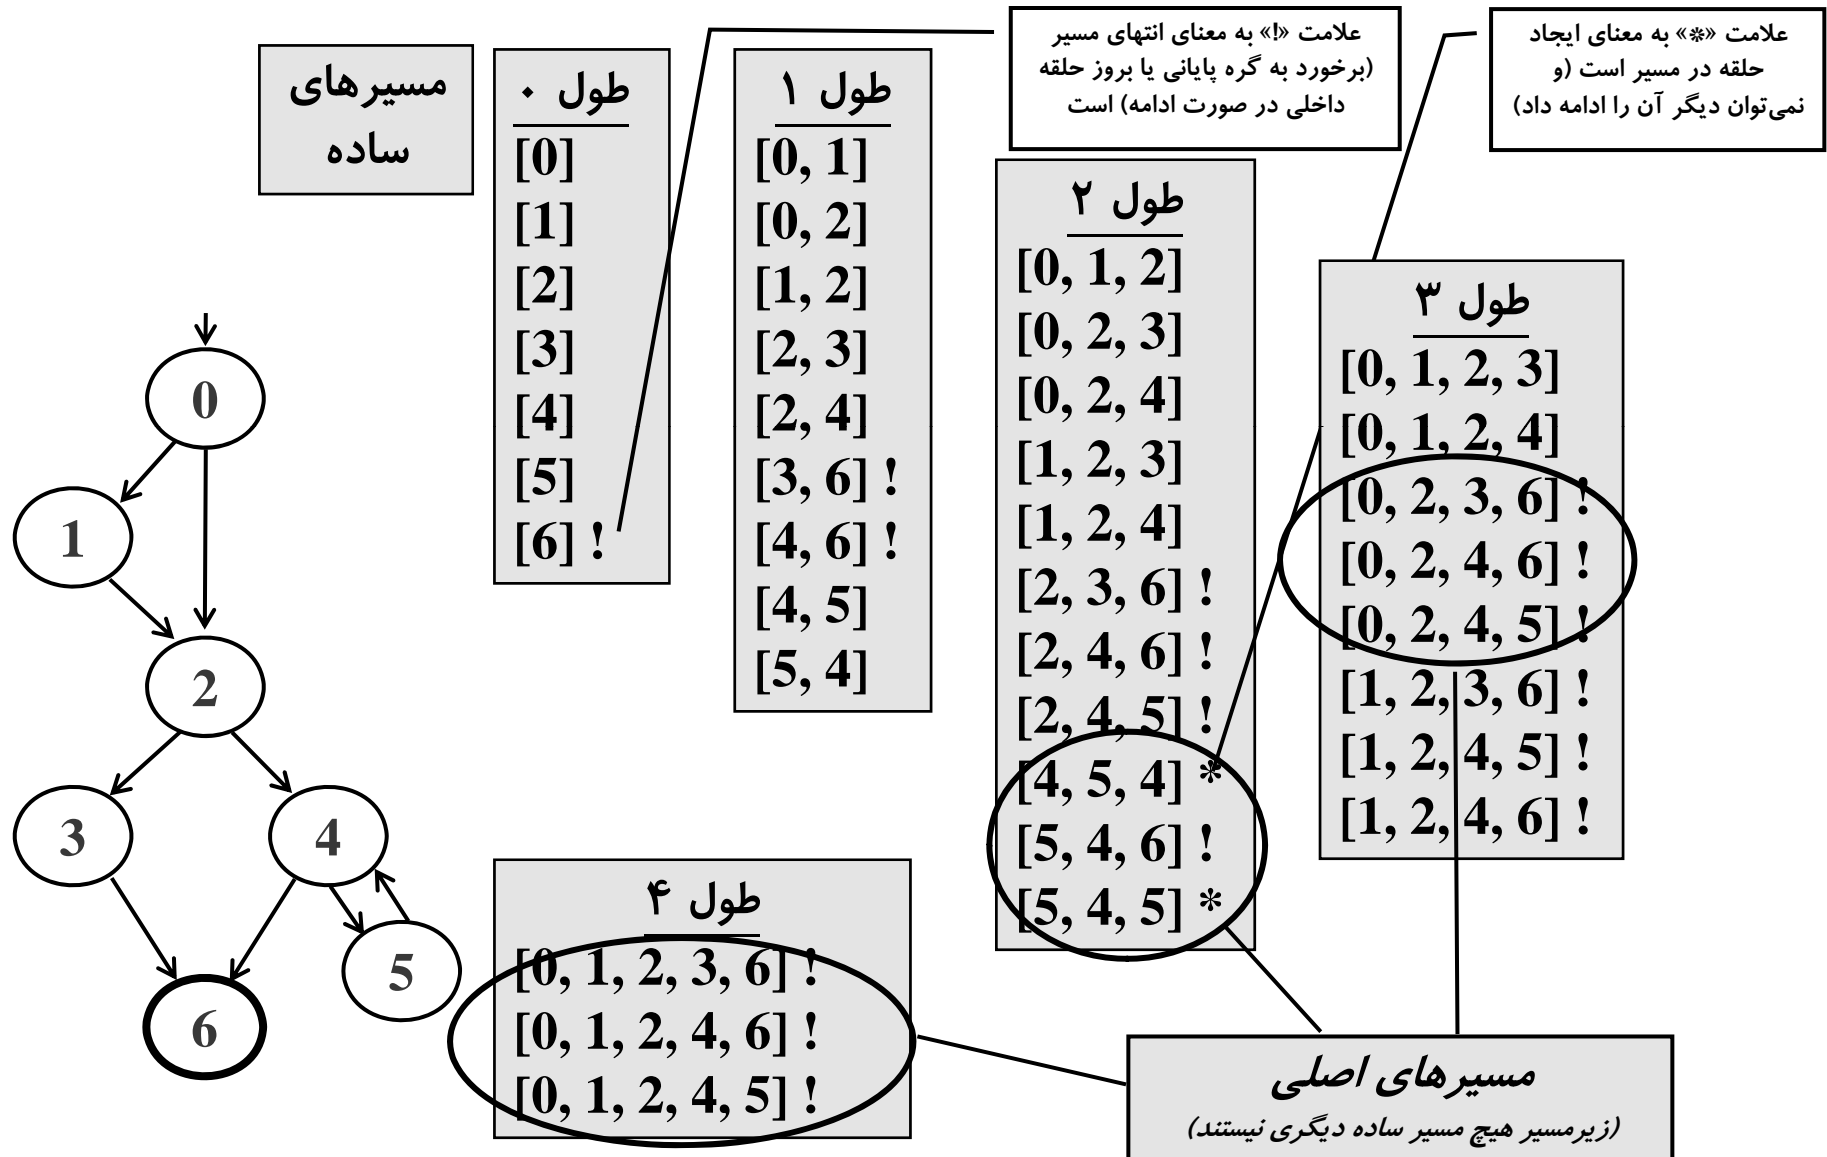 مسیرهای
ساده
طول ۰
[0]
[1]
[2]
[3]
[4]
[5]
[6] !
طول ۱
[0, 1]
[0, 2]
[1, 2]
[2, 3]
[2, 4]
[3, 6] !
[4, 6] !
[4, 5]
[5, 4]
علامت «!» به معنای انتهای مسیر
(برخورد به گره پایانی یا بروز حلقه
داخلی در صورت ادامه) است
علامت «*» به معنای ایجاد
حلقه در مسیر است (و
نمی‌توان دیگر آن را ادامه داد)
طول ۲
[0, 1, 2]
[0, 2, 3]
[0, 2, 4]
[1, 2, 3]
[1, 2, 4]
[2, 3, 6] !
[2, 4, 6] !
[2, 4, 5] !
[4, 5, 4] *
[5, 4, 6] !
[5, 4, 5] *
طول ۳
[0, 1, 2, 3]
[0, 1, 2, 4]
[0, 2, 3, 6] !
[0, 2, 4, 6] !
[0, 2, 4, 5] !
[1, 2, 3, 6] !
[1, 2, 4, 5] !
[1, 2, 4, 6] !
0
1
2
3
4
5
6
طول ۴
[0, 1, 2, 3, 6] !
[0, 1, 2, 4, 6] !
[0, 1, 2, 4, 5] !
مسیرهای اصلی
(زیرمسیر هیچ مسیر ساده دیگری نیستند)